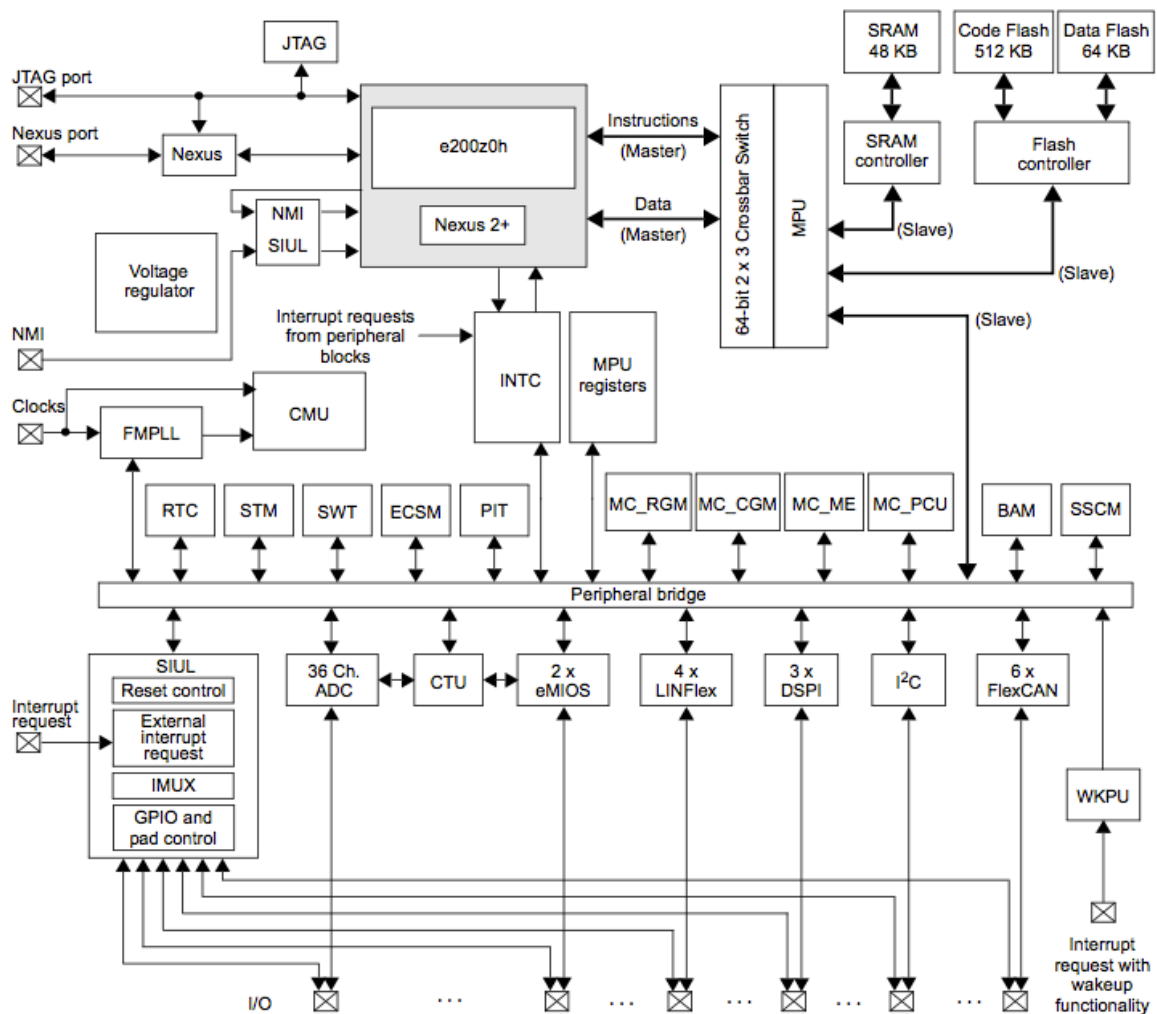 JTAG
SRAM
48 KB
Code Flash
512 KB
Data Flash
64 KB
JTAG port
Nexus port
Nexus
e200z0h
Nexus 2+
Instructions
(Master)
Data
(Master)
64-bit 2 x 3 Crossbar Switch
MPU
SRAM
controller
Flash
controller
(Slave)
(Slave)
(Slave)
NMI
SIUL
Voltage
regulator
NMI
Interrupt requests
from peripheral
blocks
INTC
MPU
registers
Clocks
FMPLL
CMU
RTC
STM
SWT
ECSM
PIT
MC_RGM
MC_CGM
MC_ME
MC_PCU
BAM
SSCM
Peripheral bridge
SIUL
Reset control
External
interrupt
request
IMUX
GPIO and
pad control
Interrupt
request
36 Ch.
ADC
CTU
2 x
eMIOS
4 x
LINFlex
3 x
DSPI
I²C
6 x
FlexCAN
WKPU
I/O
. . .
. . .
. . .
. . .
. . .
Interrupt
request with
wakeup
functionality